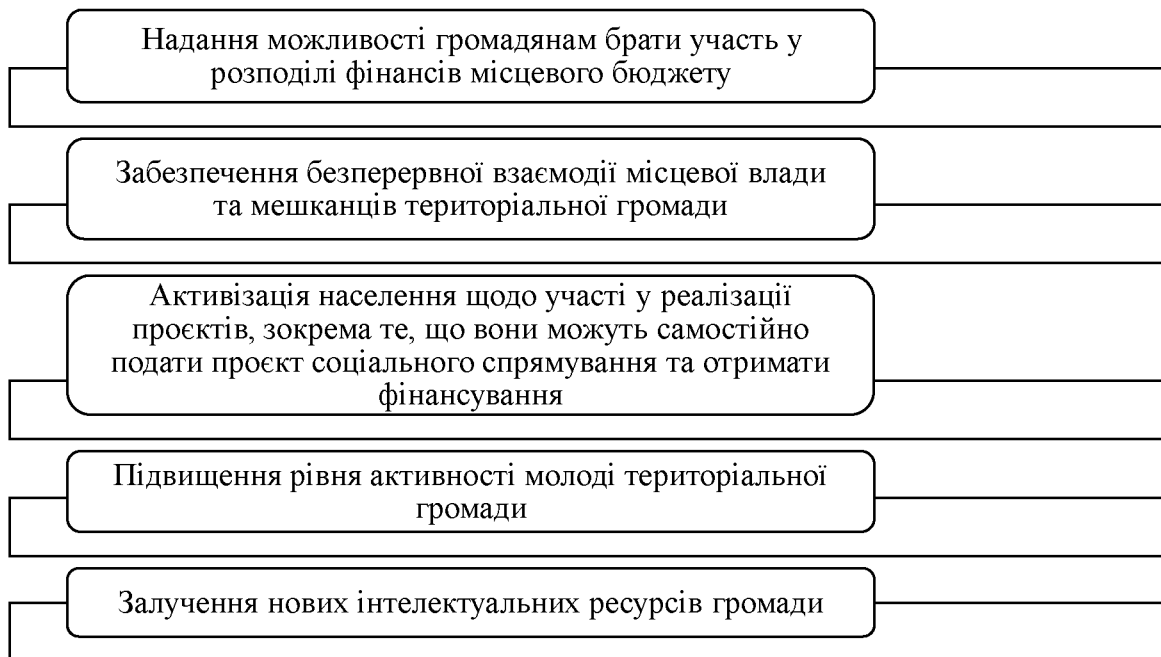 Надання можливості громадянам брати участь у
розподілі фінансів місцевого бюджету
Забезпечення безперервної взаємодії місцевої влади
та мешканців територіальної громади
Активізація населення щодо участі у реалізації
проєктів, зокрема те, що вони можуть самостійно
подати проєкт соціального спрямування та отримати
фінансування
Підвищення рівня активності молоді територіальної
громади
Залучення нових інтелектуальних ресурсів громади